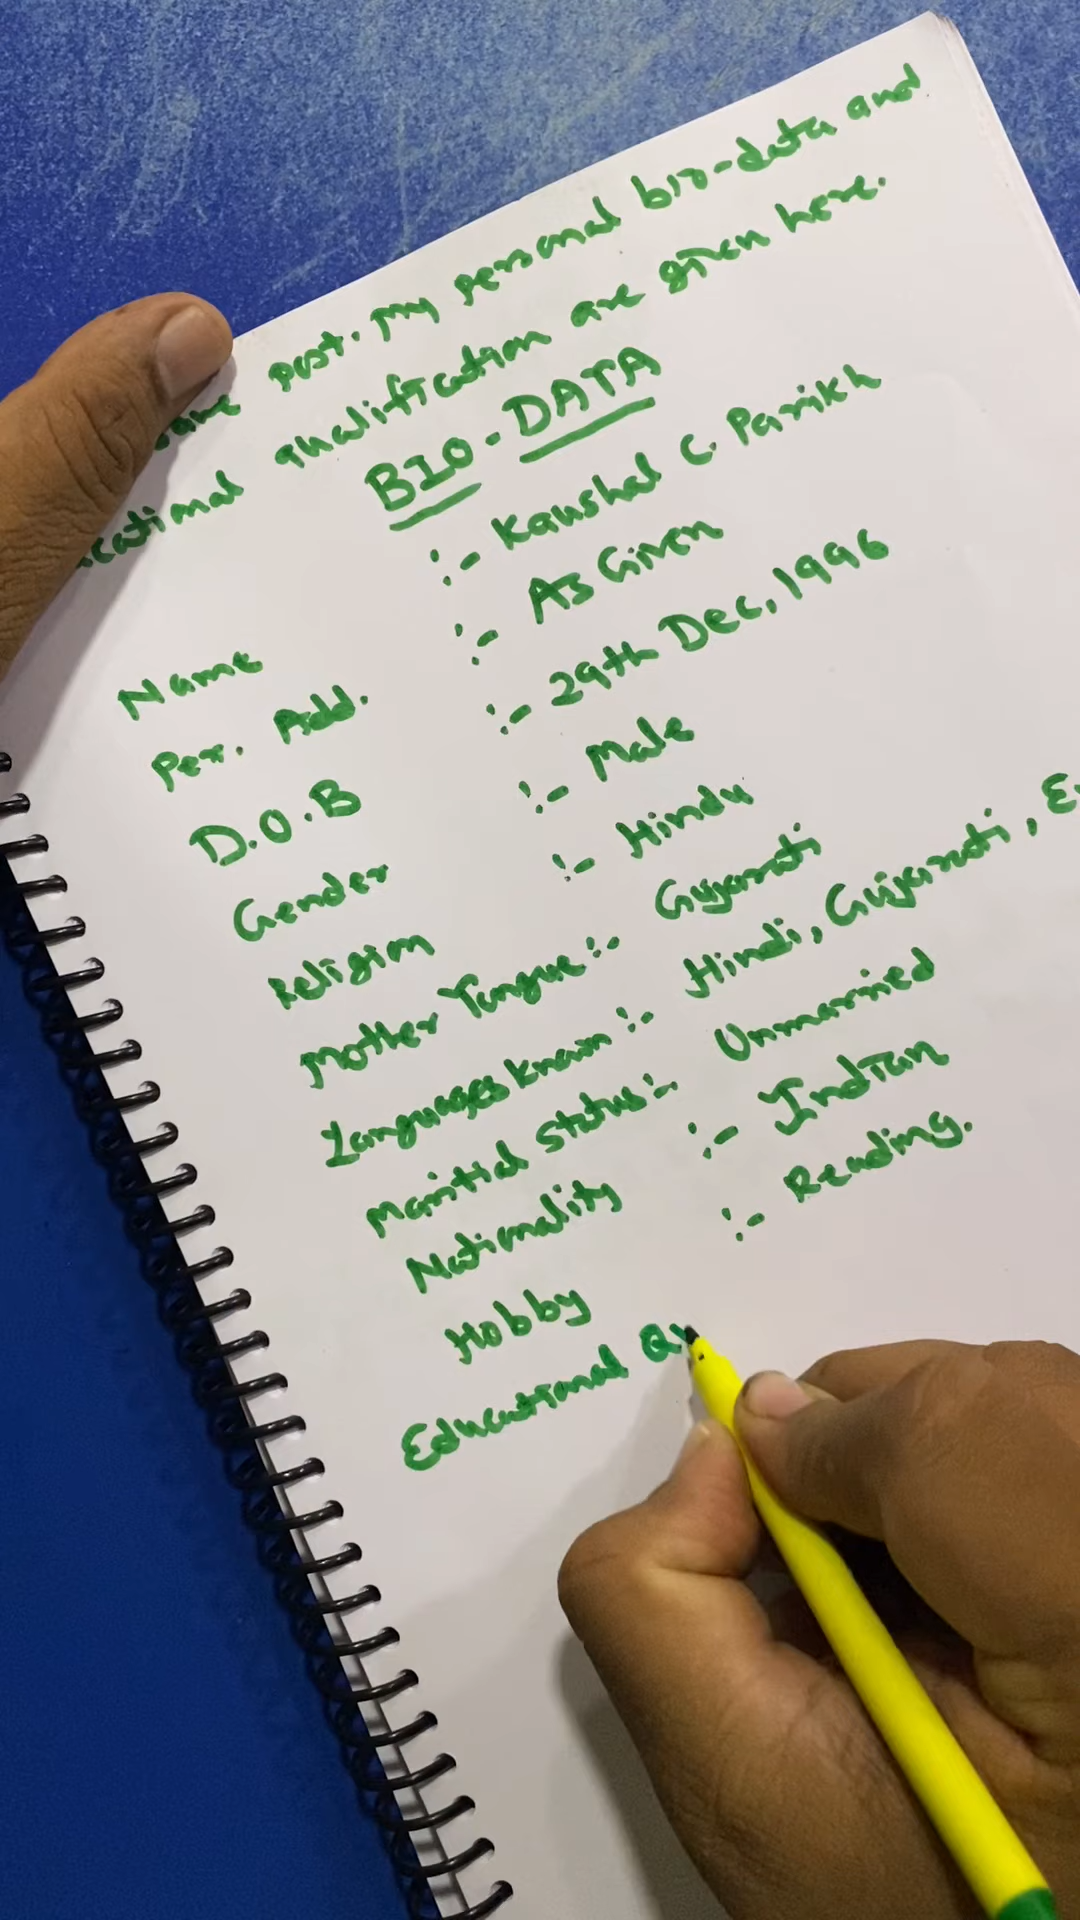 post. my personal bio-data and
qualification are given here.
BIO-DATA
Name :- Kaushal C. Parikh
Per. Add. :- As Given
D.O.B :- 29th Dec, 1996
Gender :- Male
Religion :- Hindu
Mother Tongue :- Gujarati
Languages Known :- Hindi, Gujarati, E
Maritial Status :- Unmarried
Nationality :- Indian
Hobby :- Reading.
Educational Qu